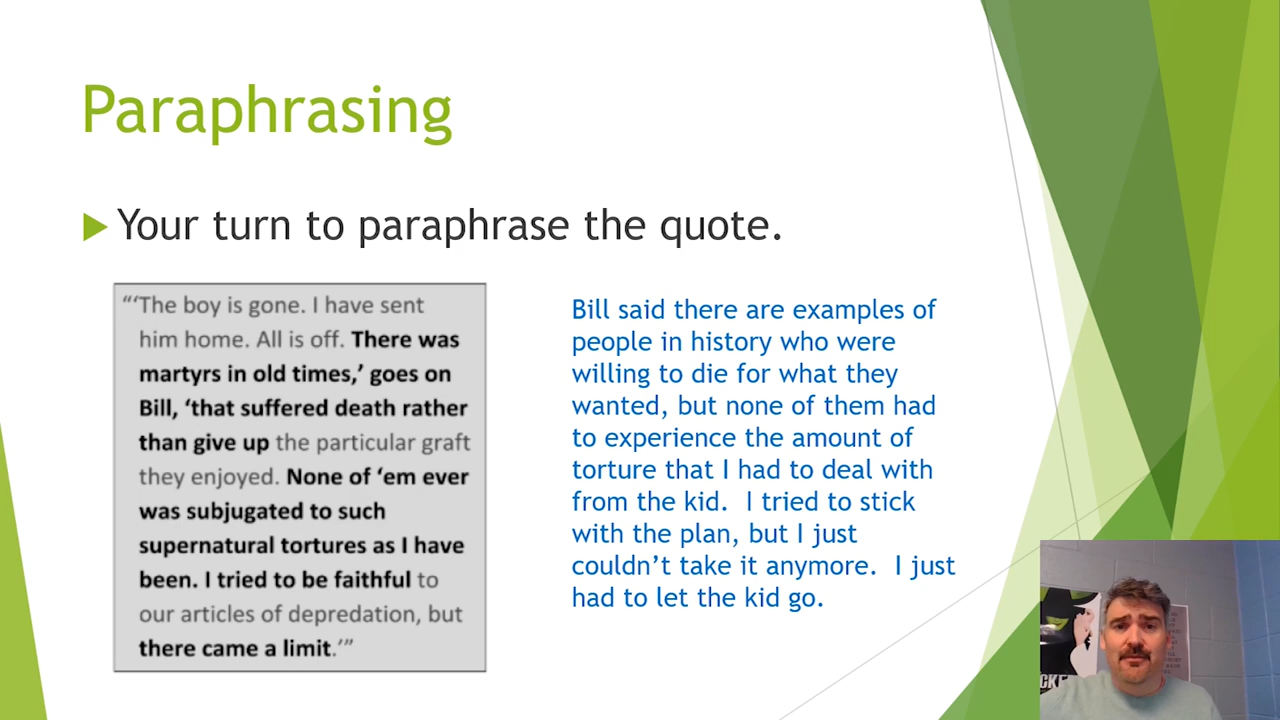 Paraphrasing
Your turn to paraphrase the quote.
“‘The boy is gone. I have sent
him home. All is off. There was
martyrs in old times,’ goes on
Bill, ‘that suffered death rather
than give up the particular graft
they enjoyed. None of ‘em ever
was subjugated to such
supernatural tortures as I have
been. I tried to be faithful to
our articles of depredation, but
there came a limit.’”
Bill said there are examples of
people in history who were
willing to die for what they
wanted, but none of them had
to experience the amount of
torture that I had to deal with
from the kid.  I tried to stick
with the plan, but I just
couldn’t take it anymore.  I just
had to let the kid go.